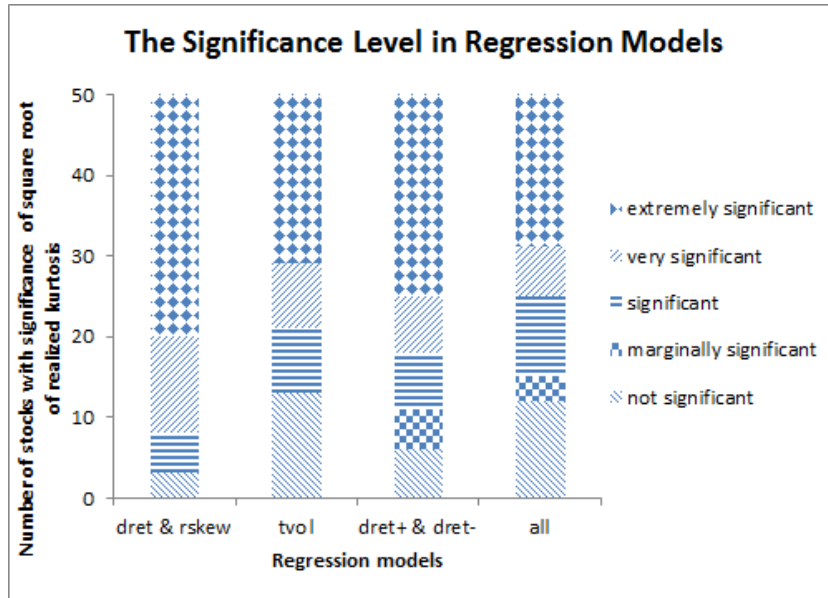 The Significance Level in Regression Models
Number of stocks with significance of square root
of realized kurtosis
50
40
30
20
10
0
dret & rskew
tvol
dret+ & dret-
all
Regression models
extremely significant
very significant
significant
marginally significant
not significant